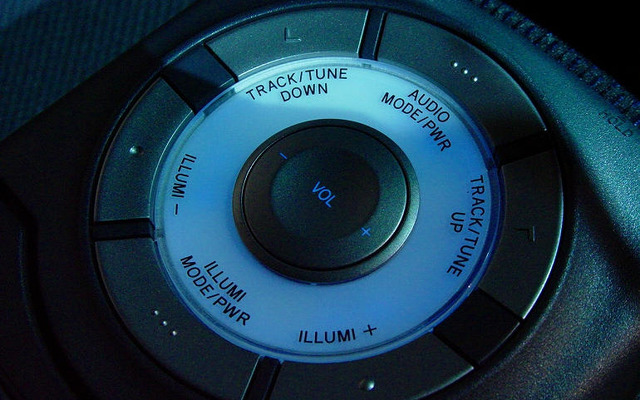 TRACK/TUNE
DOWN
AUDIO
MODE/PWR
TRACK/TUNE
UP
ILLUMI +
ILLUMI
MODE/PWR
ILLUMI -
- VOL +